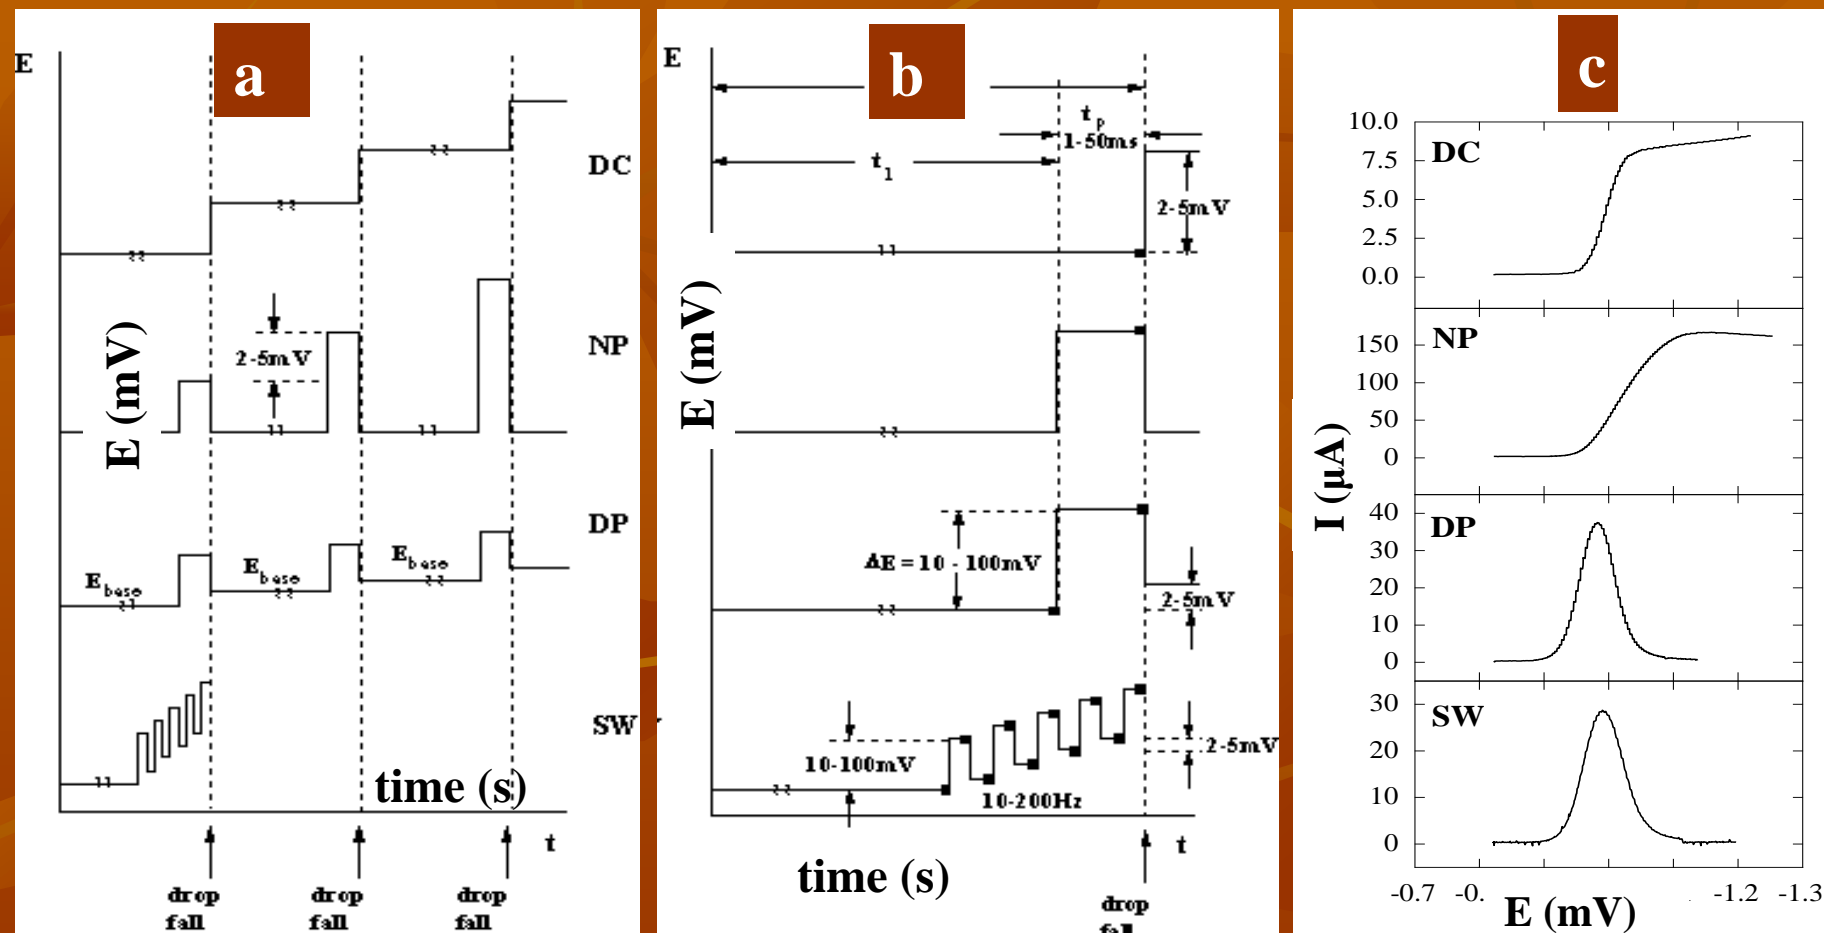 a
E
DC
2-5mV
NP
E (mV)
DP
E base
E base
E base
SW
time (s)
t
drop fall
drop fall
drop fall
b
E
t p
1-50ms
t 1
2-5mV
E (mV)
ΔE = 10 - 100mV
2-5mV
10-100mV
2-5mV
10-200Hz
t
time (s)
drop
c
10.0
DC
7.5
5.0
2.5
0.0
NP
150
100
50
0
I (μA)
40
DP
30
20
10
0
30
SW
20
10
0
-0.7 -0. -1.2 -1.3
E (mV)